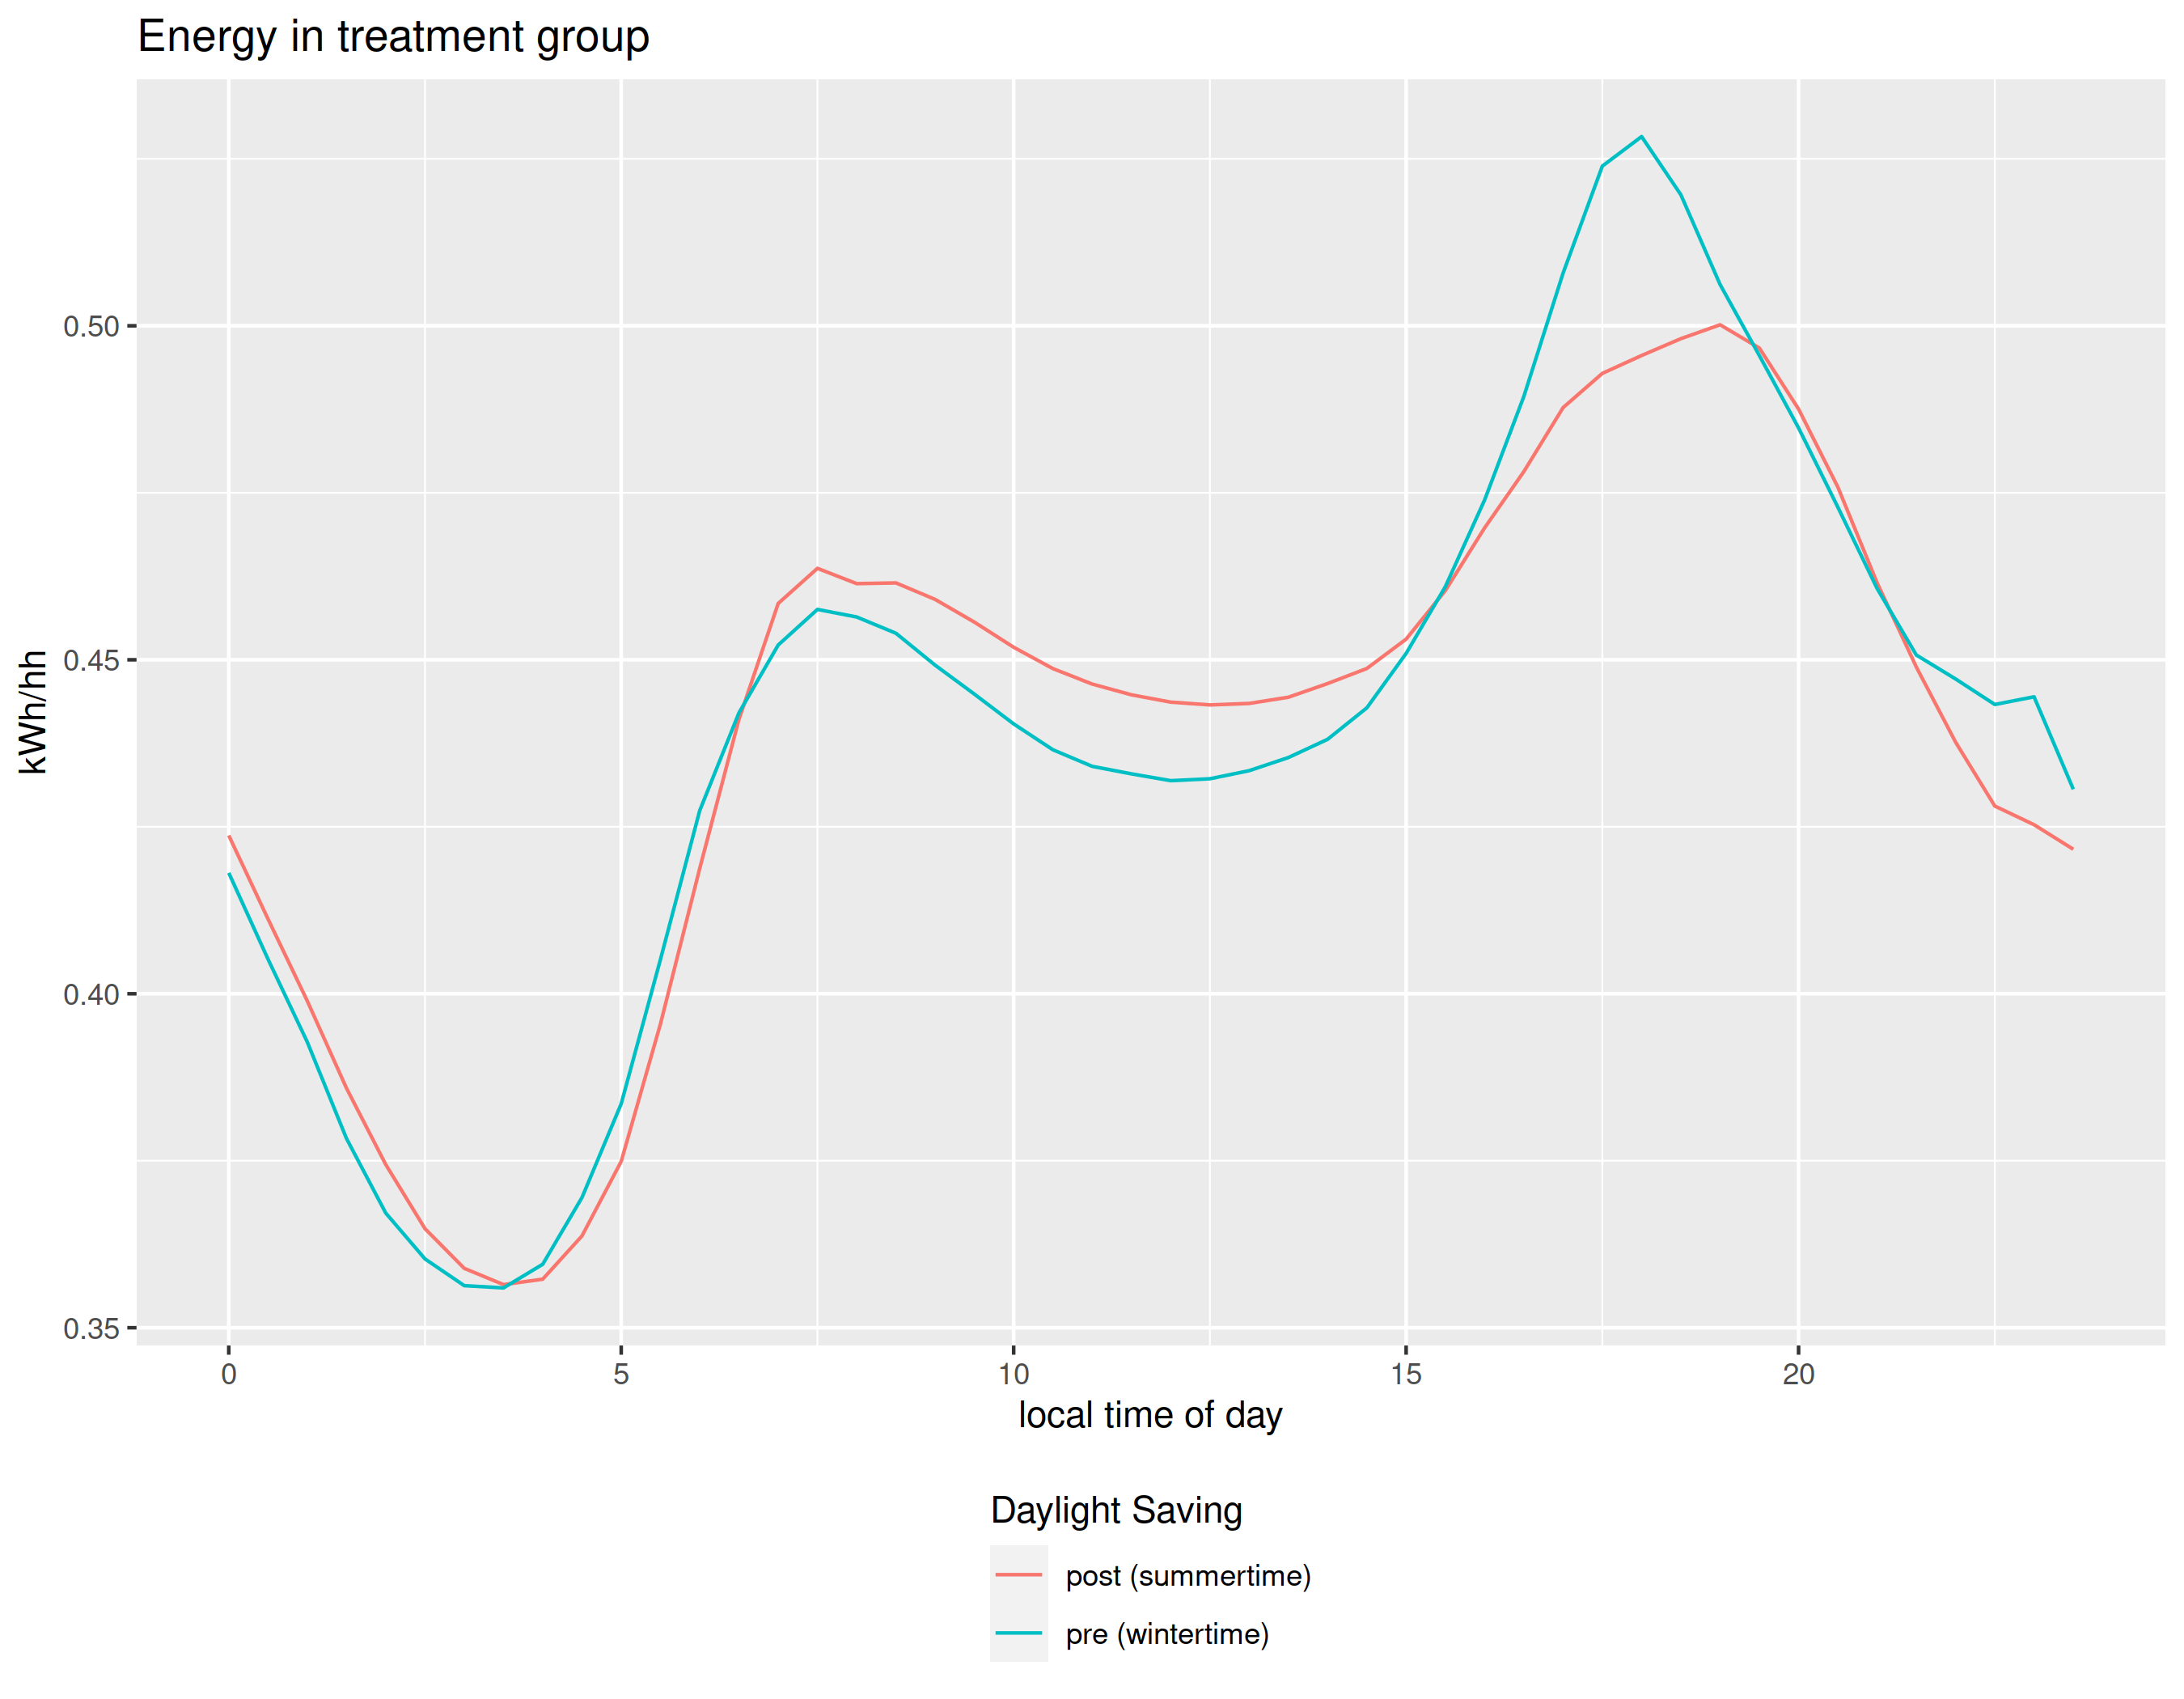 Energy in treatment group
kWh/hh
0.50
0.45
0.40
0.35
0 5 10 15 20
local time of day
Daylight Saving
post (summertime)
pre (wintertime)